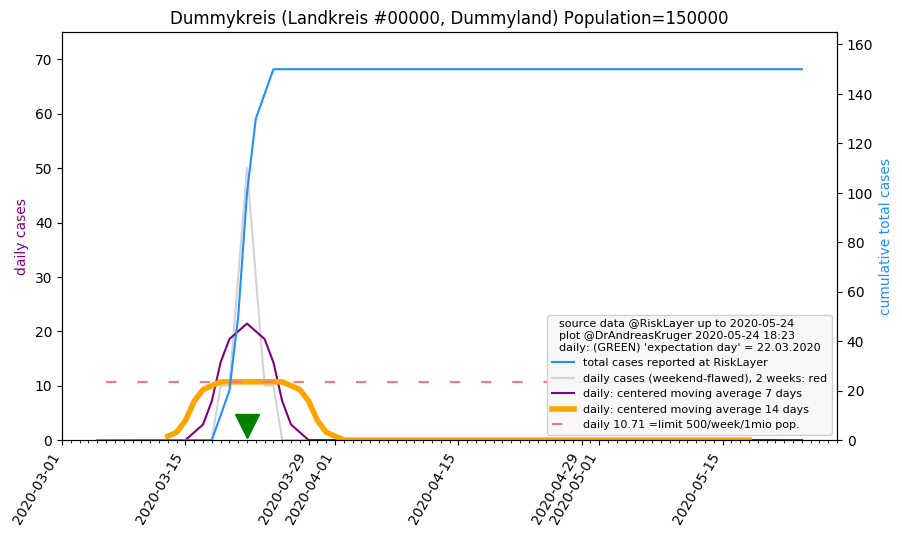 Dummykreis (Landkreis #00000, Dummyland) Population=150000
daily cases
70
60
50
40
30
20
10
0
cumulative total cases
160
140
120
100
80
60
40
20
0
source data @RiskLayer up to 2020-05-24
plot @DrAndreasKruger 2020-05-24 18:23
daily: (GREEN) 'expectation day' = 22.03.2020
total cases reported at RiskLayer
daily cases (weekend-flawed), 2 weeks: red
daily: centered moving average 7 days
daily: centered moving average 14 days
daily 10.71 =limit 500/week/1mio pop.
2020-03-01
2020-03-15
2020-03-29
2020-04-01
2020-04-15
2020-04-29
2020-05-01
2020-05-15